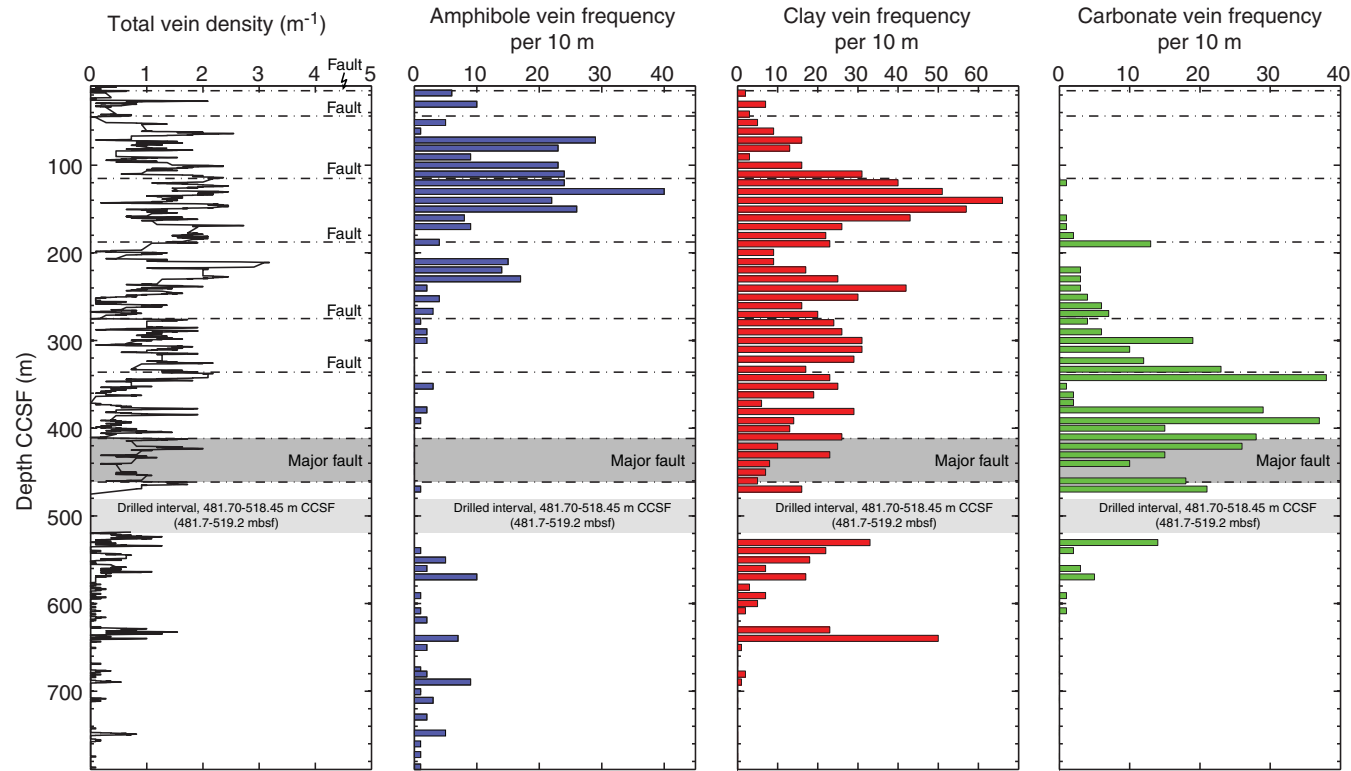 Total vein density (m-1)
Amphibole vein frequency
per 10 m
Clay vein frequency
per 10 m
Carbonate vein frequency
per 10 m
0 1 2 3 4 5
0 10 20 30 40
0 10 20 30 40 50 60
0 10 20 30 40
Depth CCSF (m)
100
200
300
400
500
600
700
Fault
Fault
Fault
Fault
Fault
Fault
Major fault
Major fault
Major fault
Major fault
Drilled interval, 481.70-518.45 m CCSF
(481.7-519.2 mbsf)
Drilled interval, 481.70-518.45 m CCSF
(481.7-519.2 mbsf)
Drilled interval, 481.70-518.45 m CCSF
(481.7-519.2 mbsf)
Drilled interval, 481.70-518.45 m CCSF
(481.7-519.2 mbsf)